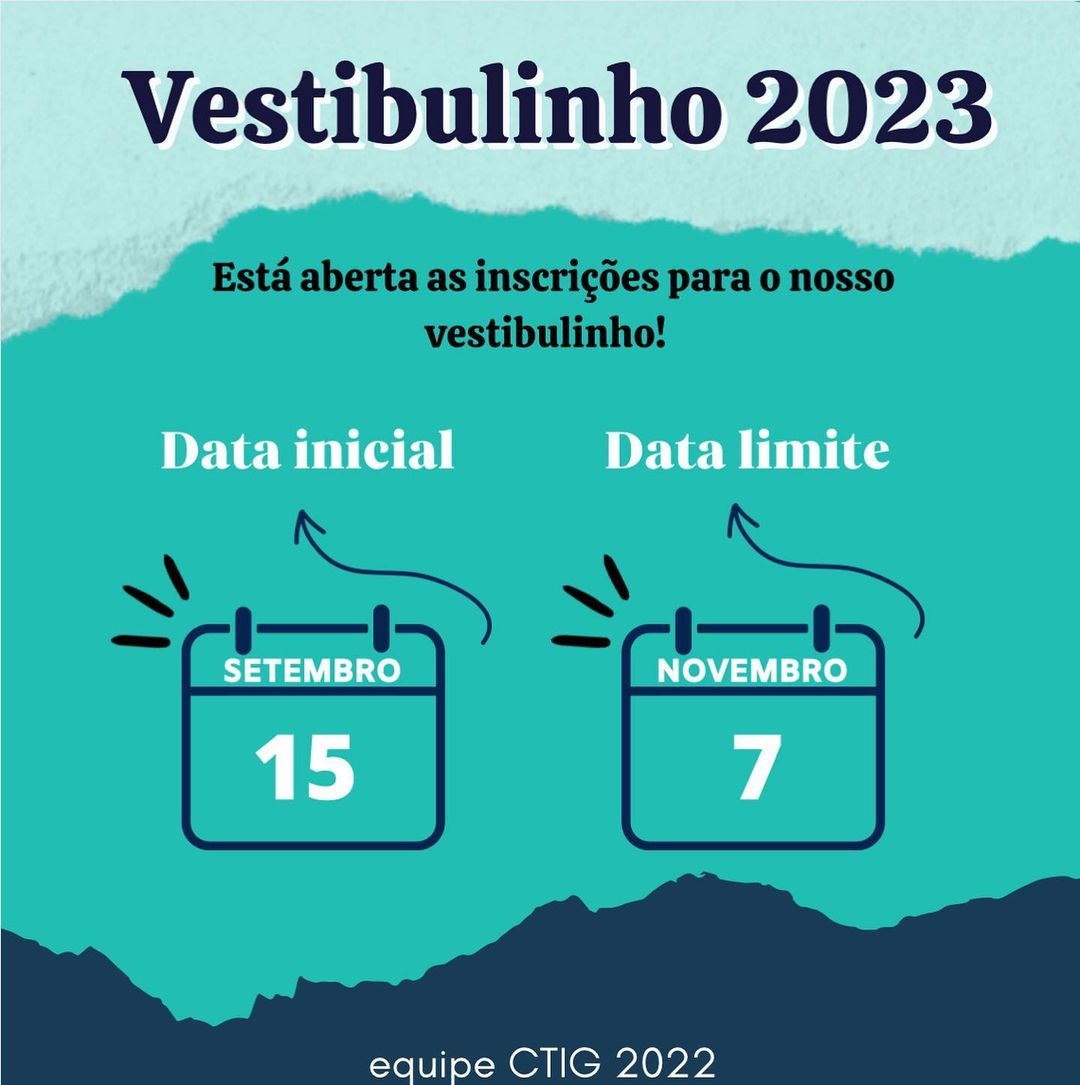 Vestibulinho 2023
Está aberta as inscrições para o nosso
vestibulinho!
Data inicial
Data limite
SETEMBRO
15
NOVEMBRO
7
equipe CTIG 2022